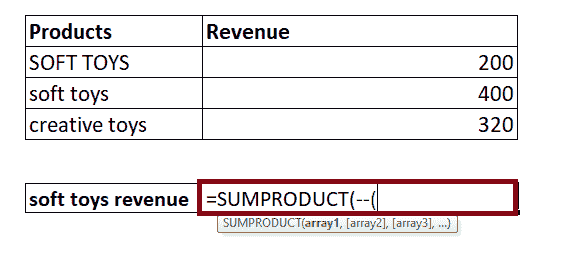 Products Revenue
SOFT TOYS 200
soft toys 400
creative toys 320
soft toys revenue =SUMPRODUCT(--(
SUMPRODUCT(array1, [array2], [array3], ...)